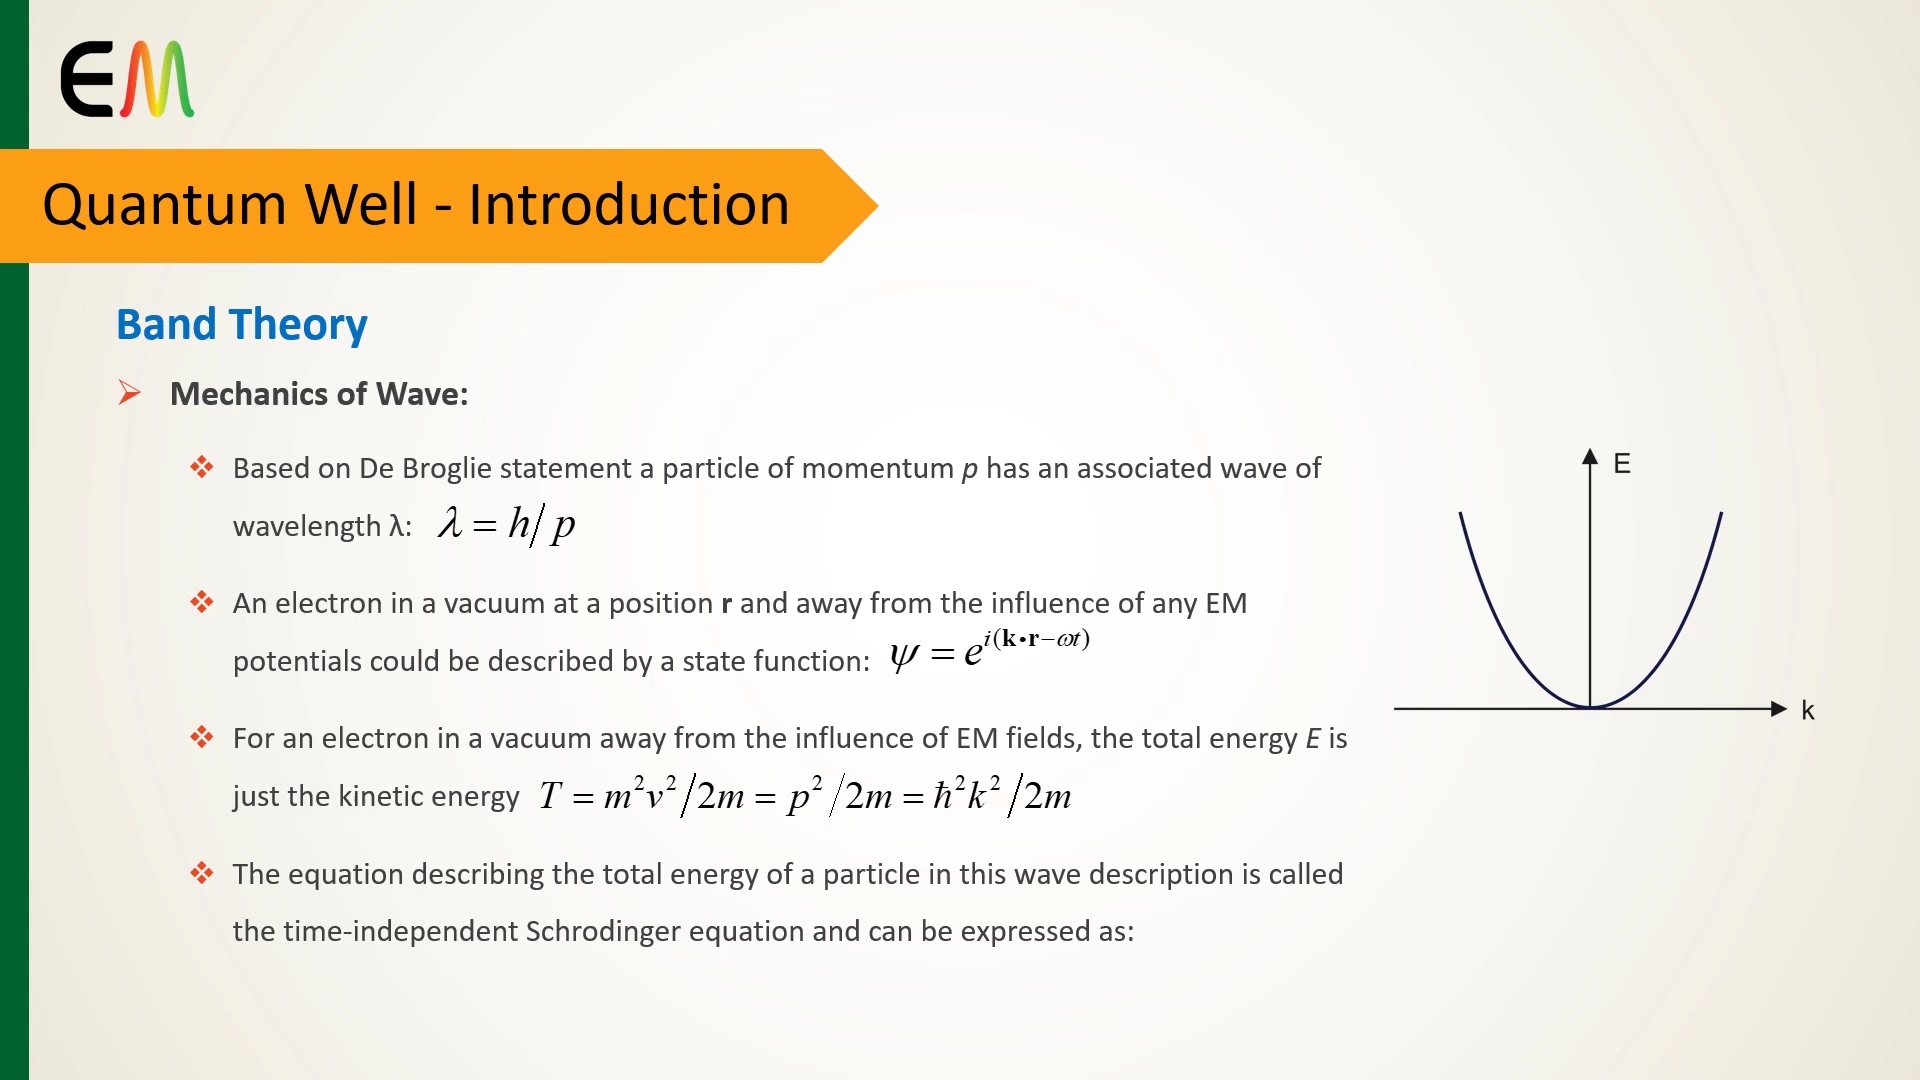 EM
Quantum Well - Introduction
Band Theory
Mechanics of Wave:
Based on De Broglie statement a particle of momentum p has an associated wave of
wavelength λ: λ = h/p
An electron in a vacuum at a position r and away from the influence of any EM
potentials could be described by a state function: ψ = e^{i(k•r−ωt)}
For an electron in a vacuum away from the influence of EM fields, the total energy E is
just the kinetic energy T = m²v²/2m = p²/2m = ħ²k²/2m
The equation describing the total energy of a particle in this wave description is called
the time-independent Schrodinger equation and can be expressed as:
E
k